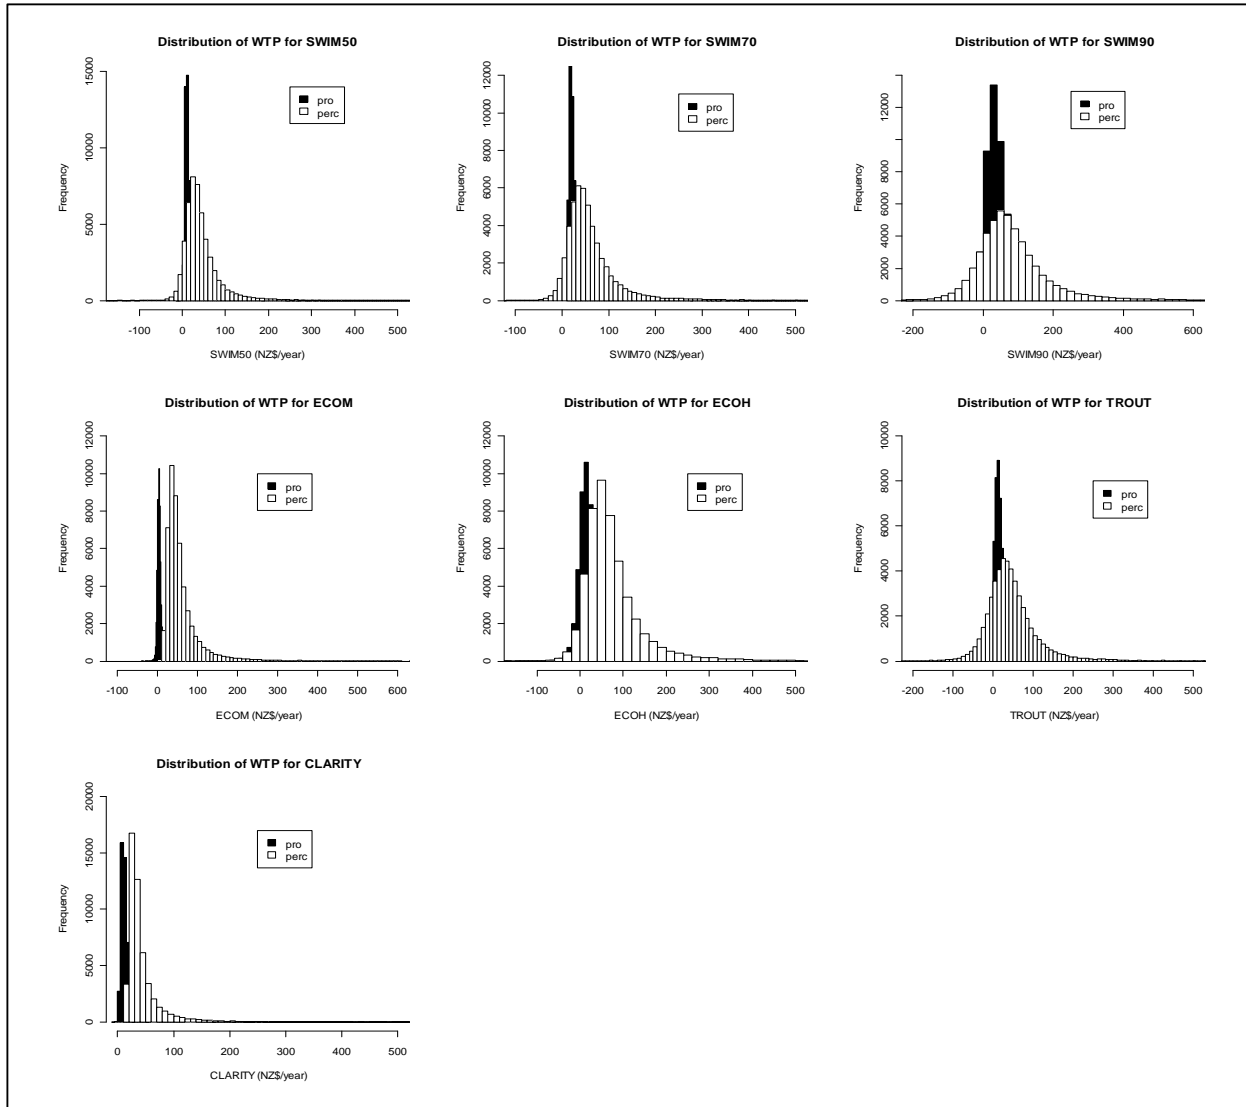 Distribution of WTP for SWIM50
15000
10000
5000
0
Frequency
pro
perc
-100 0 100 200 300 400 500
SWIM50 (NZ$/year)
Distribution of WTP for SWIM70
12000
10000
8000
6000
4000
2000
0
Frequency
pro
perc
-100 0 100 200 300 400 500
SWIM70 (NZ$/year)
Distribution of WTP for SWIM90
12000
10000
8000
6000
4000
2000
0
Frequency
pro
perc
-200 0 200 400 600
SWIM90 (NZ$/year)
Distribution of WTP for ECOM
12000
10000
8000
6000
4000
2000
0
Frequency
pro
perc
-100 0 100 200 300 400 500 600
ECOM (NZ$/year)
Distribution of WTP for ECOH
12000
10000
8000
6000
4000
2000
0
Frequency
pro
perc
-100 0 100 200 300 400 500
ECOH (NZ$/year)
Distribution of WTP for TROUT
10000
8000
6000
4000
2000
0
Frequency
pro
perc
-200 -100 0 100 200 300 400 500
TROUT (NZ$/year)
Distribution of WTP for CLARITY
20000
15000
10000
5000
0
Frequency
pro
perc
0 100 200 300 400 500
CLARITY (NZ$/year)